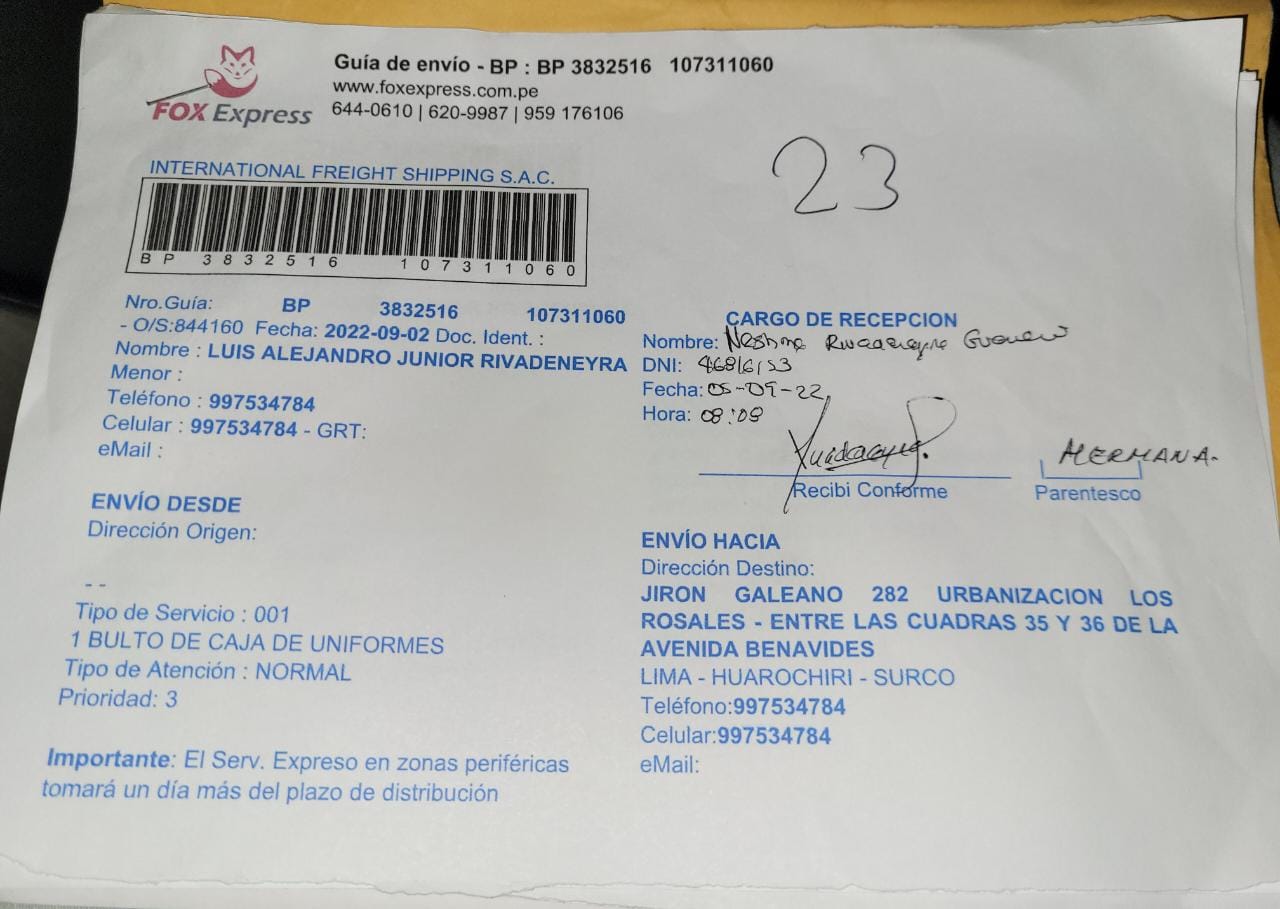 FOX Express
Guía de envío - BP : BP 3832516 107311060
www.foxexpress.com.pe
644-0610 | 620-9987 | 959 176106
23
INTERNATIONAL FREIGHT SHIPPING S.A.C.
BP 3832516 107311060
Nro.Guía: BP 3832516 107311060
- O/S:844160 Fecha: 2022-09-02 Doc. Ident. :
Nombre : LUIS ALEJANDRO JUNIOR RIVADENEYRA
Menor :
Teléfono : 997534784
Celular : 997534784 - GRT:
eMail :
CARGO DE RECEPCION
Nombre: Rivadeneyra
DNI:
Fecha: 05-09-22
Hora: 08:08
Recibi Conforme
HERMANA.
Parentesco
ENVÍO DESDE
Dirección Origen:
- -
Tipo de Servicio : 001
1 BULTO DE CAJA DE UNIFORMES
Tipo de Atención : NORMAL
Prioridad: 3
ENVÍO HACIA
Dirección Destino:
JIRON GALEANO 282 URBANIZACION LOS
ROSALES - ENTRE LAS CUADRAS 35 Y 36 DE LA
AVENIDA BENAVIDES
LIMA - HUAROCHIRI - SURCO
Teléfono:997534784
Celular:997534784
eMail:
Importante: El Serv. Expreso en zonas periféricas
tomará un día más del plazo de distribución